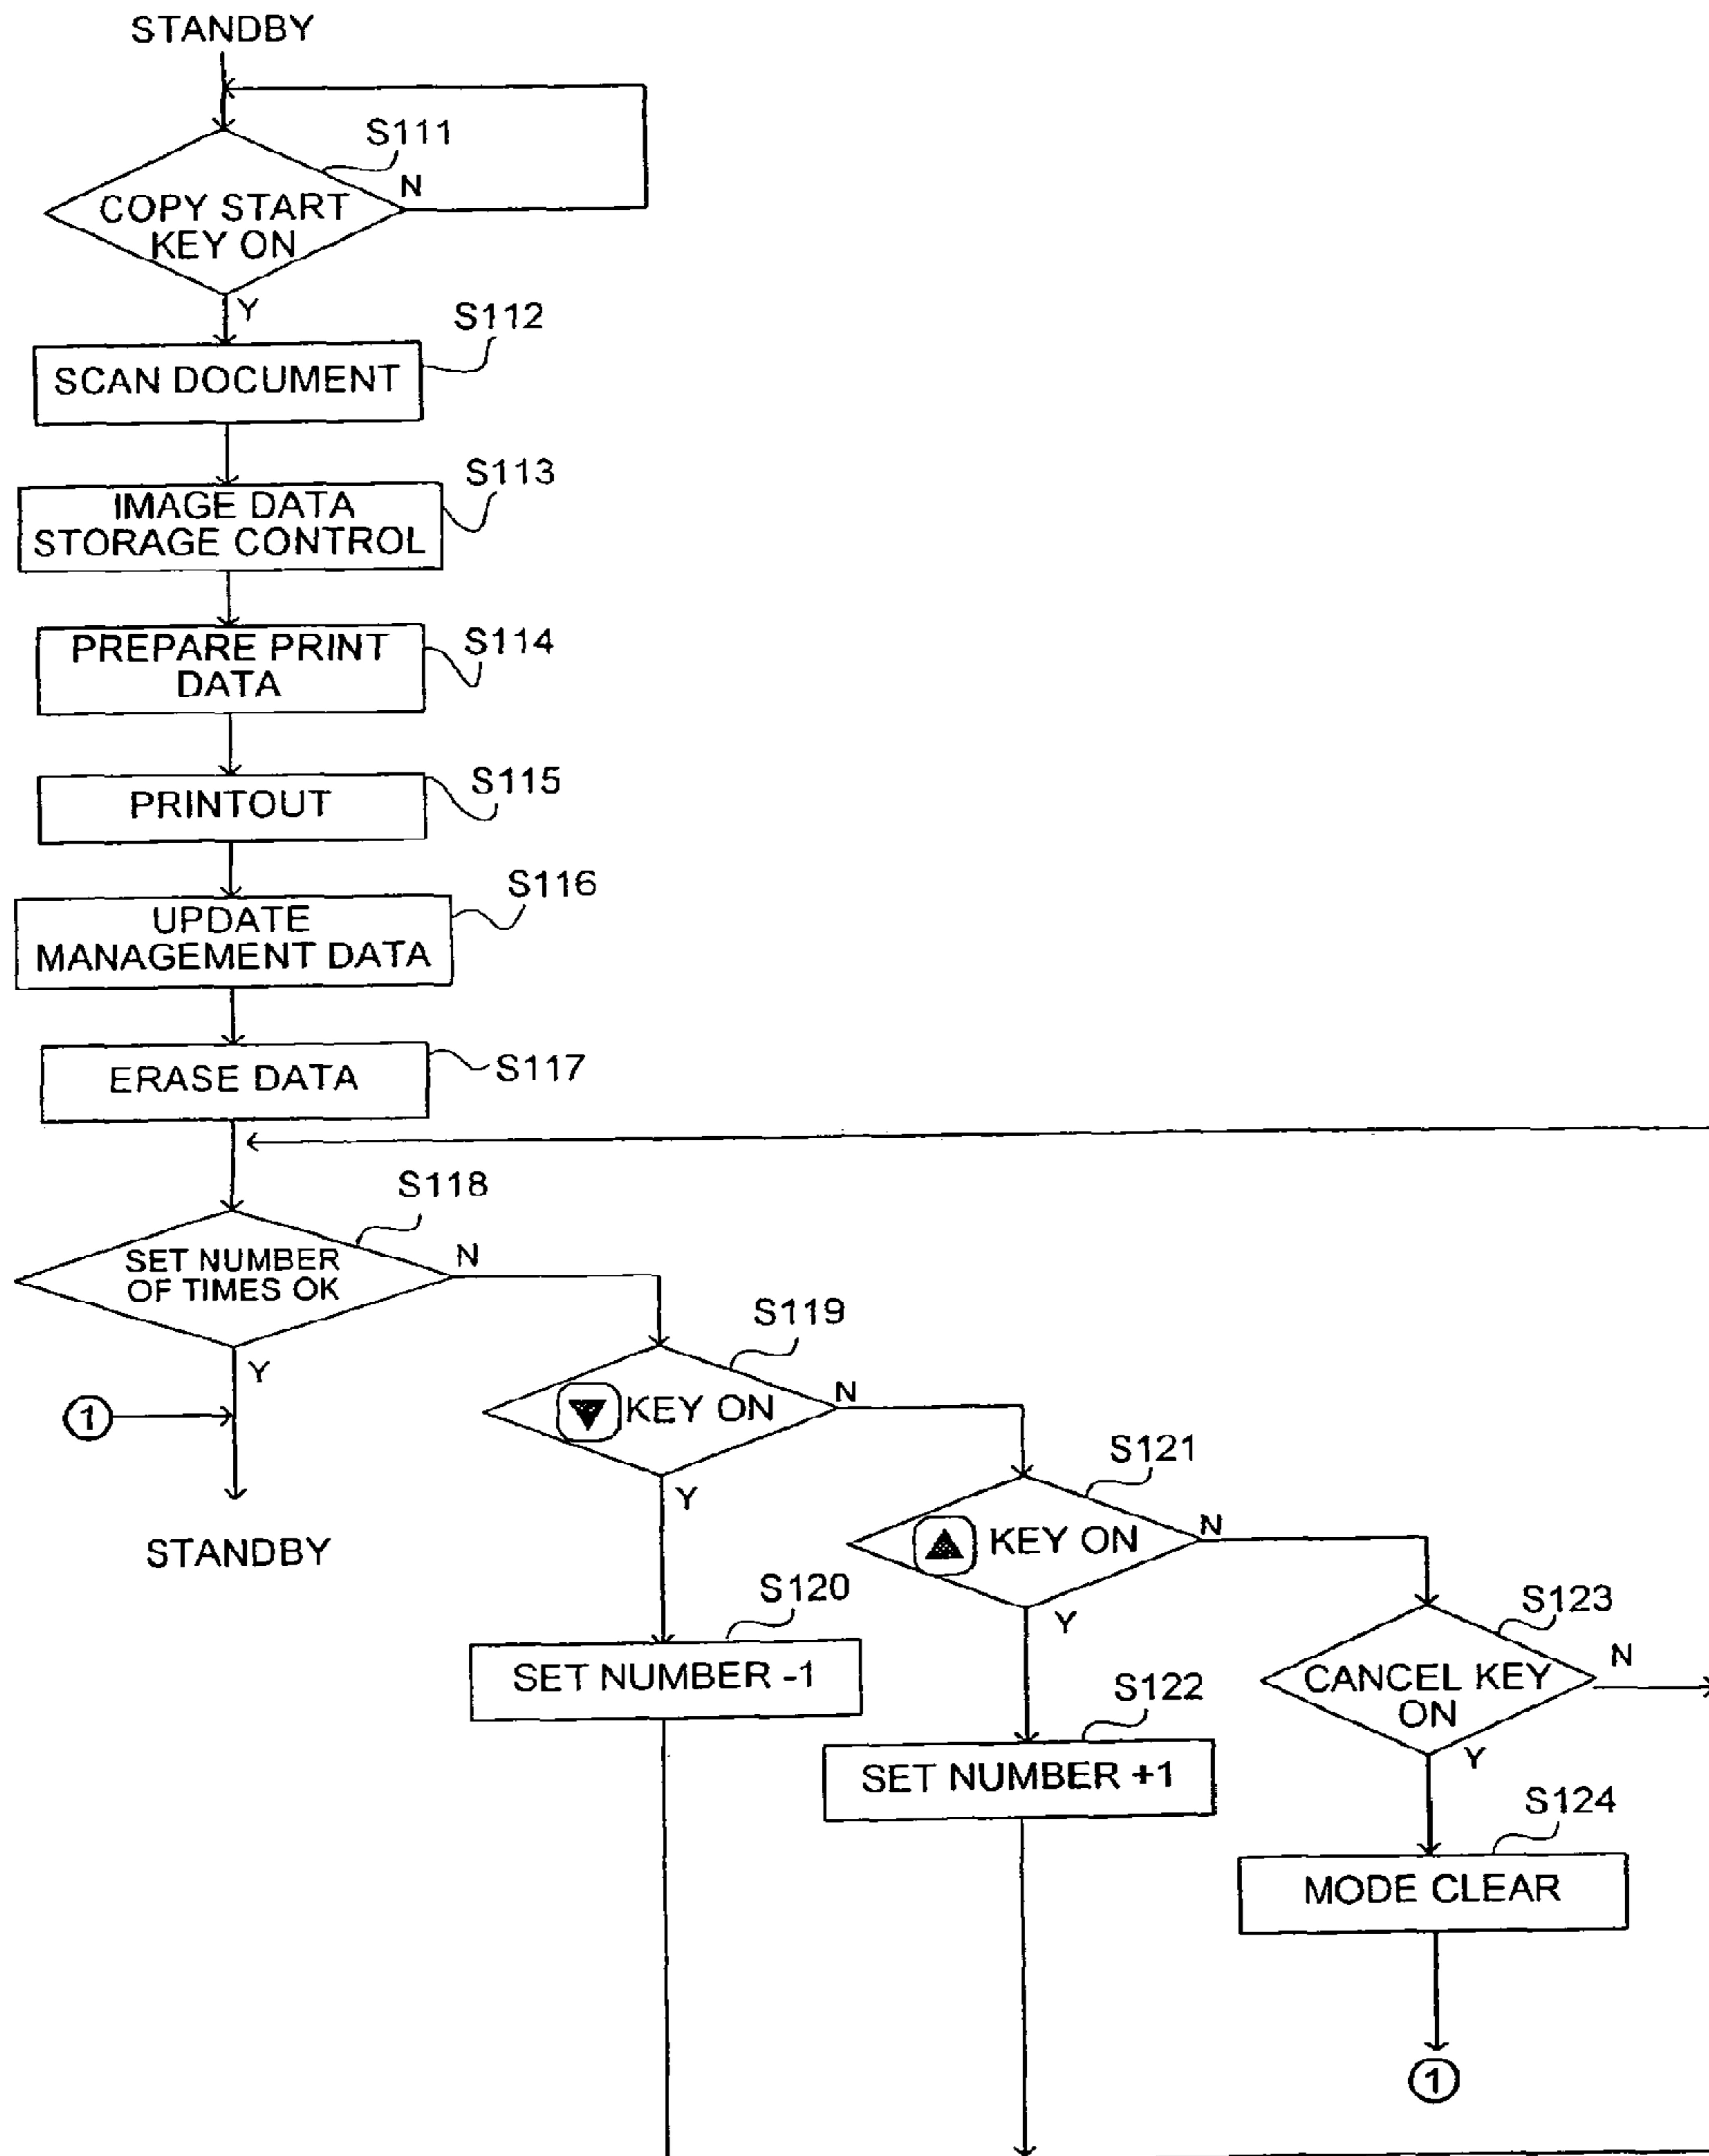 STANDBY
S111
N
COPY START
KEY ON
Y
S112
SCAN DOCUMENT
S113
IMAGE DATA
STORAGE CONTROL
S114
PREPARE PRINT
DATA
S115
PRINTOUT
S116
UPDATE
MANAGEMENT DATA
S117
ERASE DATA
S118
N
SET NUMBER
OF TIMES OK
Y
1
STANDBY
S119
N
▼ KEY ON
Y
S120
SET NUMBER -1
S121
N
▲ KEY ON
Y
S122
SET NUMBER +1
S123
N
CANCEL KEY
ON
Y
S124
MODE CLEAR
1